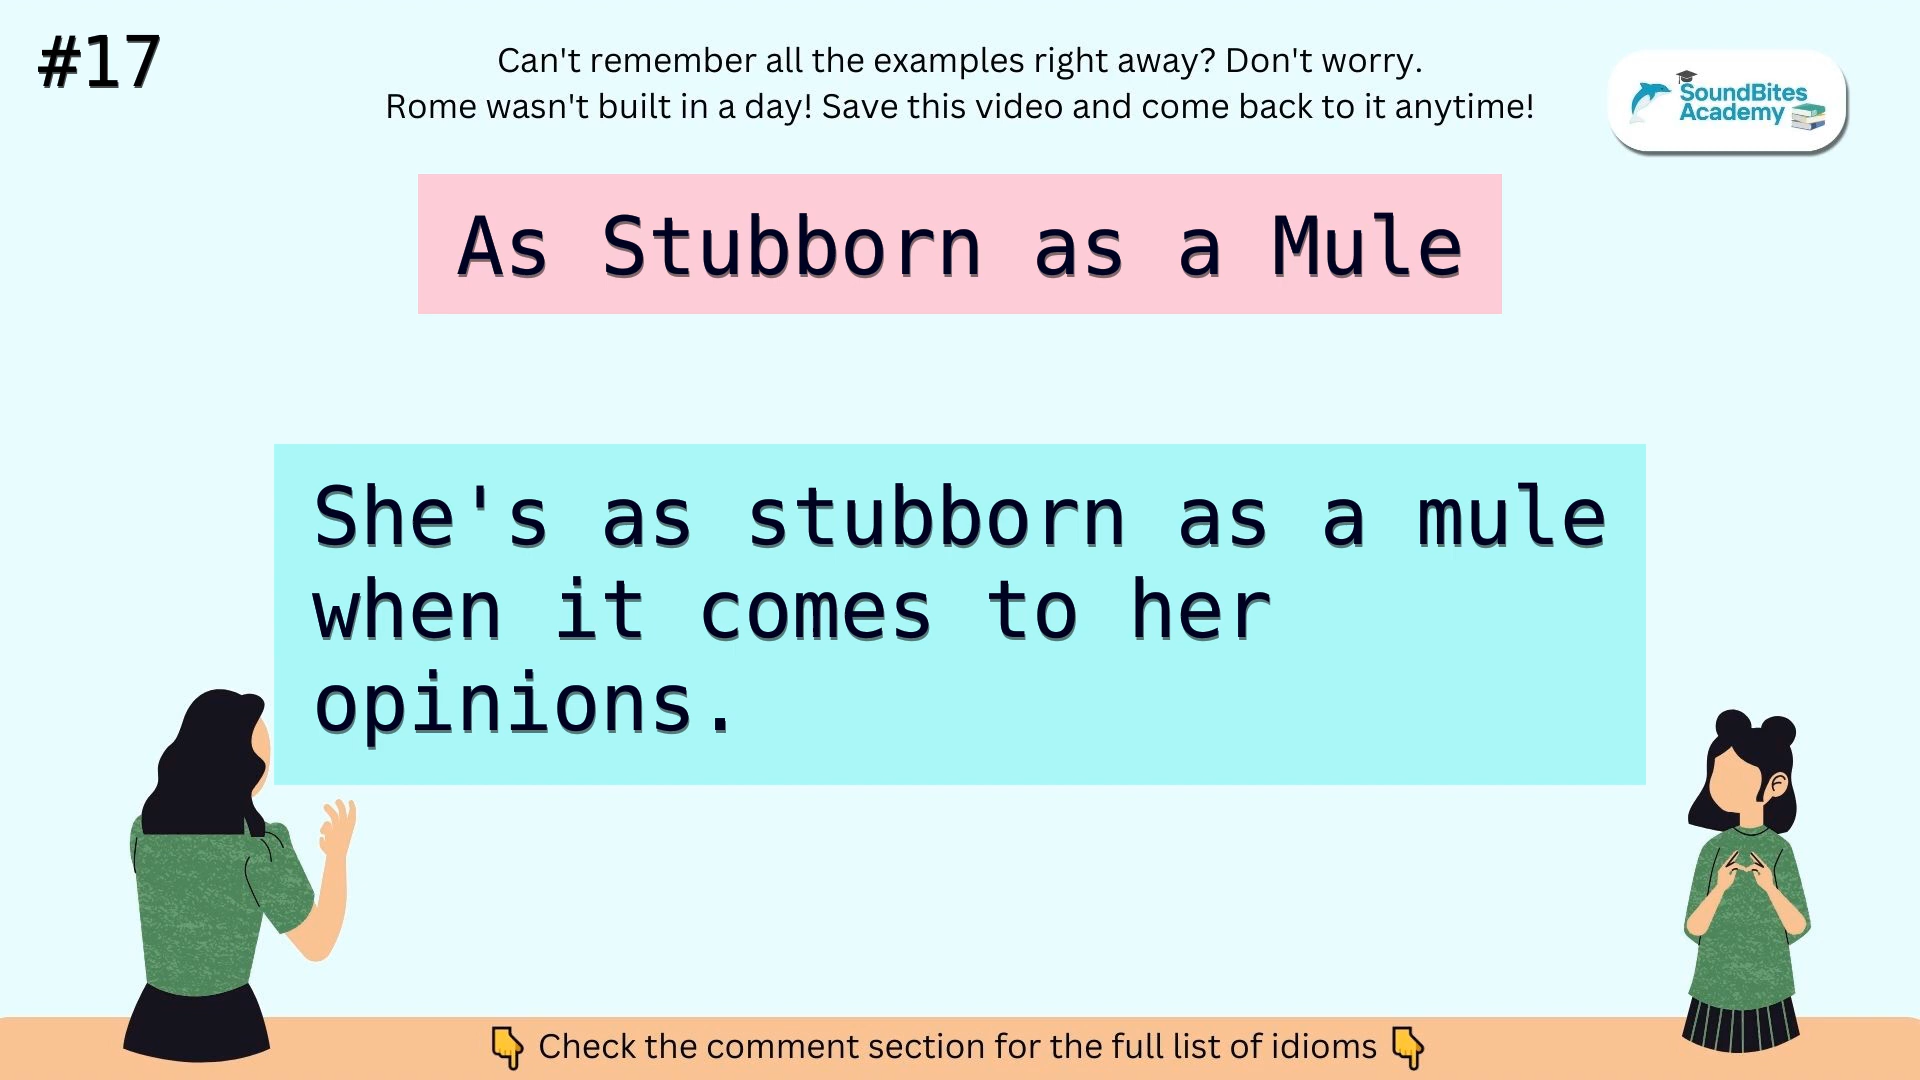 #17
Can't remember all the examples right away? Don't worry.
Rome wasn't built in a day! Save this video and come back to it anytime!
SoundBites
Academy
As Stubborn as a Mule
She's as stubborn as a mule
when it comes to her
opinions.
👇 Check the comment section for the full list of idioms 👇